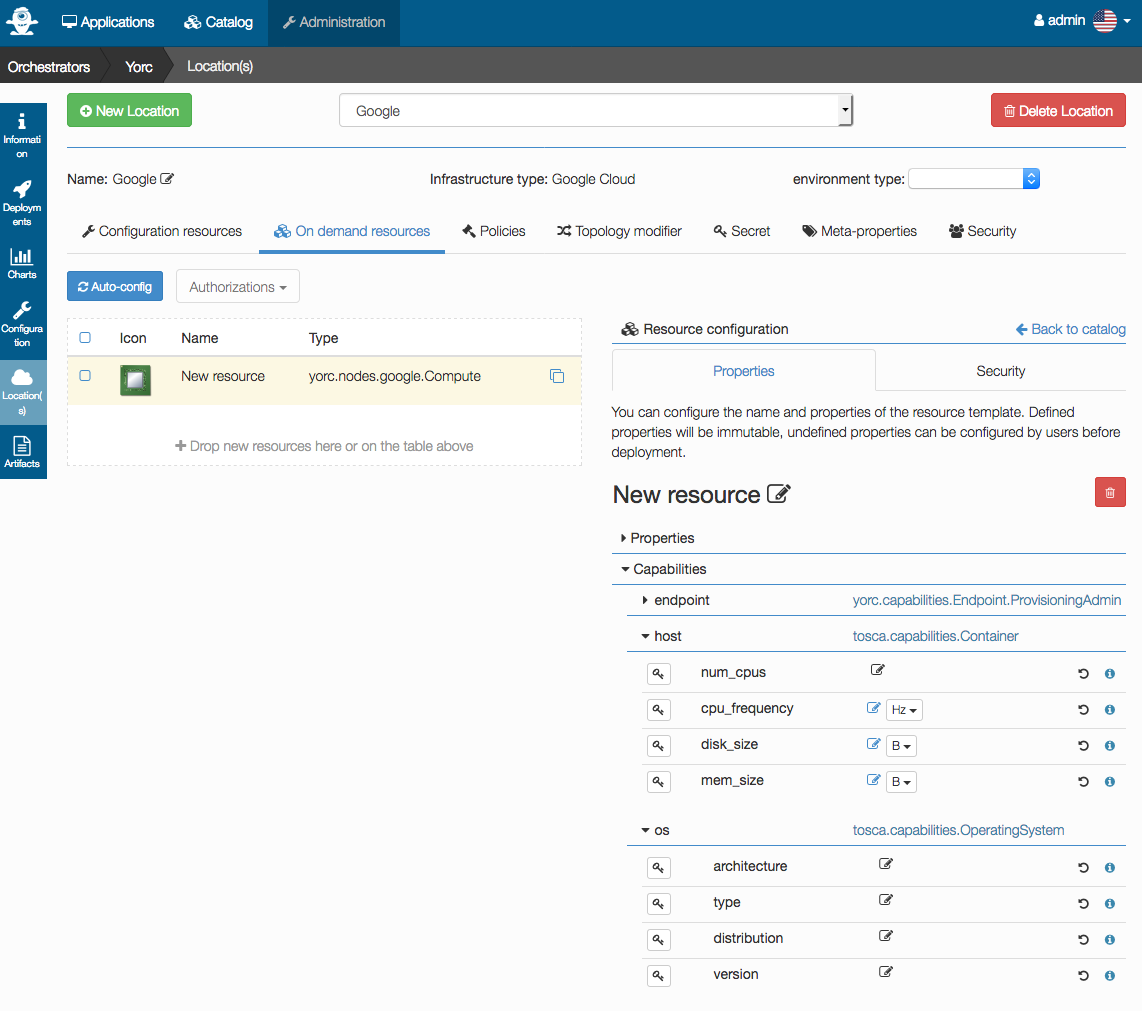 Applications Catalog Administration admin
Orchestrators Yorc Location(s)
New Location Google Delete Location
Informati
on
Deploym
ents
Charts
Configura
tion
Location(
s)
Artifacts
Name: Google Infrastructure type: Google Cloud environment type:
Configuration resources On demand resources Policies Topology modifier Secret Meta-properties Security
Auto-config Authorizations
Icon Name Type
New resource yorc.nodes.google.Compute
Drop new resources here or on the table above
Resource configuration Back to catalog
Properties Security
You can configure the name and properties of the resource template. Defined
properties will be immutable, undefined properties can be configured by users before
deployment.
New resource
Properties
Capabilities
endpoint yorc.capabilities.Endpoint.ProvisioningAdmin
host tosca.capabilities.Container
num_cpus
cpu_frequency Hz
disk_size B
mem_size B
os tosca.capabilities.OperatingSystem
architecture
type
distribution
version